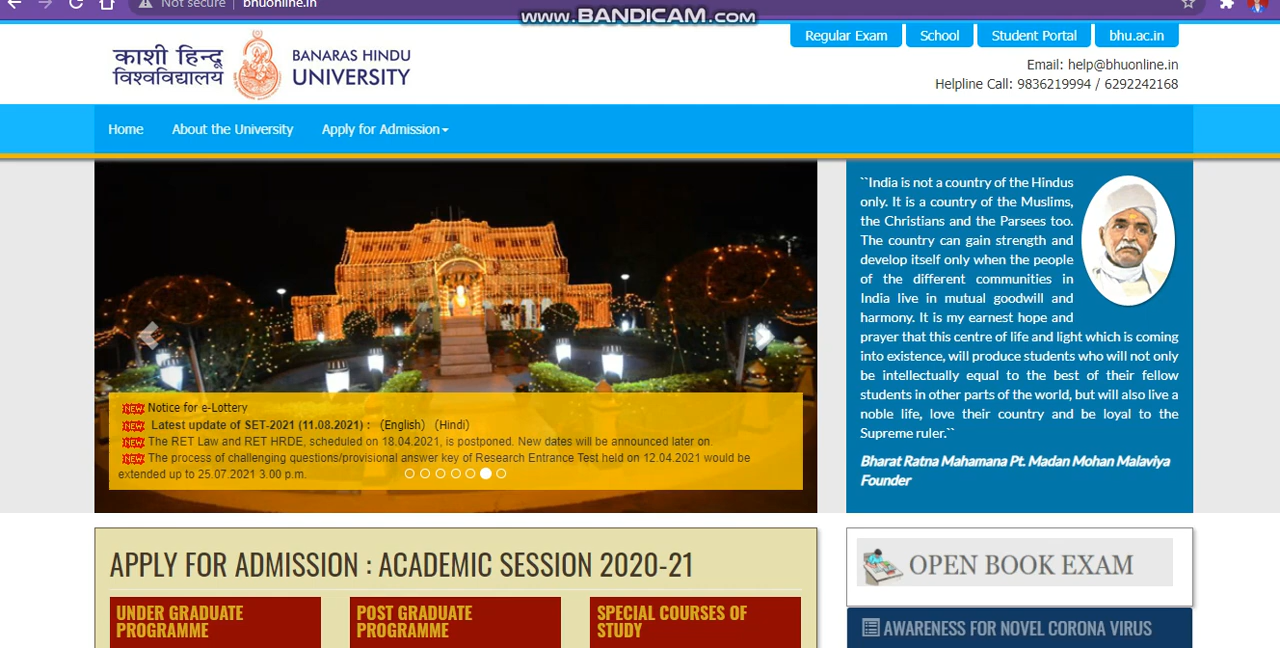 Not secure
bhuonline.in
www.BANDICAM.com
Regular Exam
School
Student Portal
bhu.ac.in
काशी हिन्दू
विश्वविद्यालय
BANARAS HINDU
UNIVERSITY
Email: help@bhuonline.in
Helpline Call: 9836219994 / 6292242168
Home
About the University
Apply for Admission
NEW Notice for e-Lottery
NEW Latest update of SET-2021 (11.08.2021) : (English) (Hindi)
NEW The RET Law and RET HRDE, scheduled on 18.04.2021, is postponed. New dates will be announced later on.
NEW The process of challenging questions/provisional answer key of Research Entrance Test held on 12.04.2021 would be
extended up to 25.07.2021 3.00 p.m.
``India is not a country of the Hindus
only. It is a country of the Muslims,
the Christians and the Parsees too.
The country can gain strength and
develop itself only when the people
of the different communities in
India live in mutual goodwill and
harmony. It is my earnest hope and
prayer that this centre of life and light which is coming
into existence, will produce students who will not only
be intellectually equal to the best of their fellow
students in other parts of the world, but will also live a
noble life, love their country and be loyal to the
Supreme ruler.``
Bharat Ratna Mahamana Pt. Madan Mohan Malaviya
Founder
APPLY FOR ADMISSION : ACADEMIC SESSION 2020-21
UNDER GRADUATE
PROGRAMME
POST GRADUATE
PROGRAMME
SPECIAL COURSES OF
STUDY
OPEN BOOK EXAM
AWARENESS FOR NOVEL CORONA VIRUS